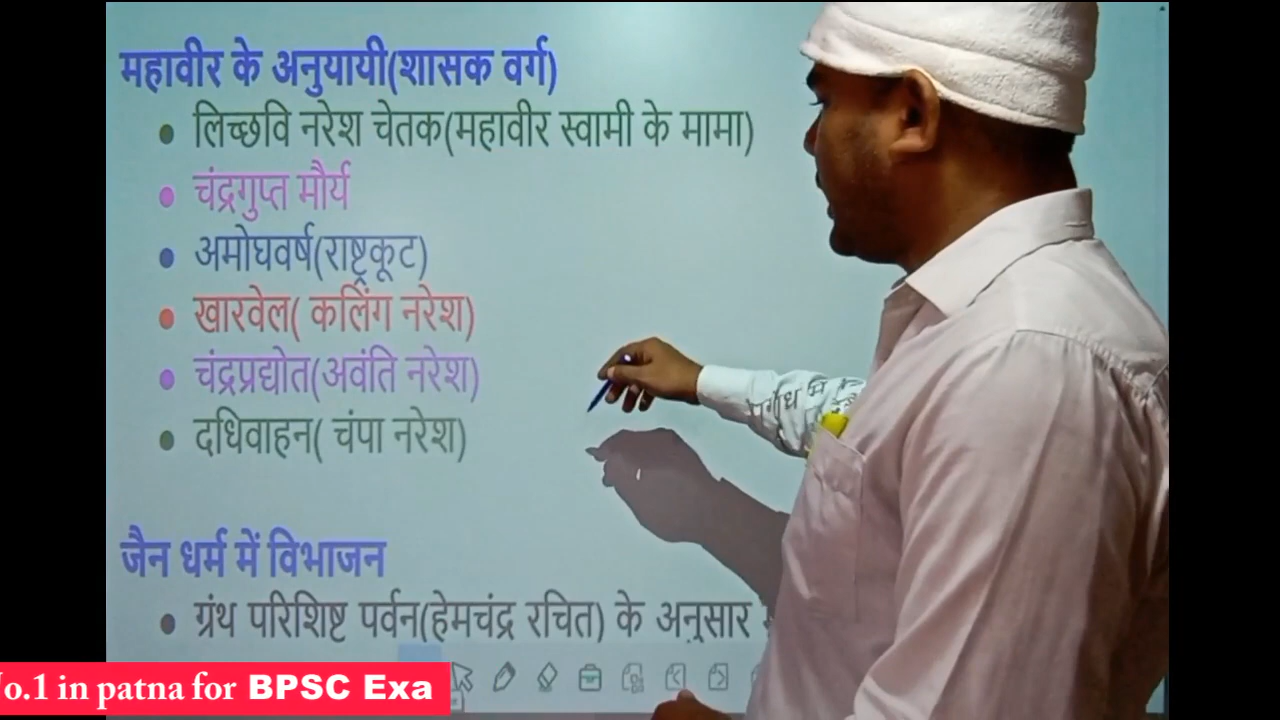 महावीर के अनुयायी(शासक वर्ग)
• लिच्छवि नरेश चेतक(महावीर स्वामी के मामा)
• चंद्रगुप्त मौर्य
• अमोघवर्ष(राष्ट्रकूट)
• खारवेल( कलिंग नरेश)
• चंद्रप्रद्योत(अवंति नरेश)
• दधिवाहन( चंपा नरेश)
जैन धर्म में विभाजन
• ग्रंथ परिशिष्ट पर्वन(हेमचंद्र रचित) के अनुसार
o.1 in patna for BPSC Exa